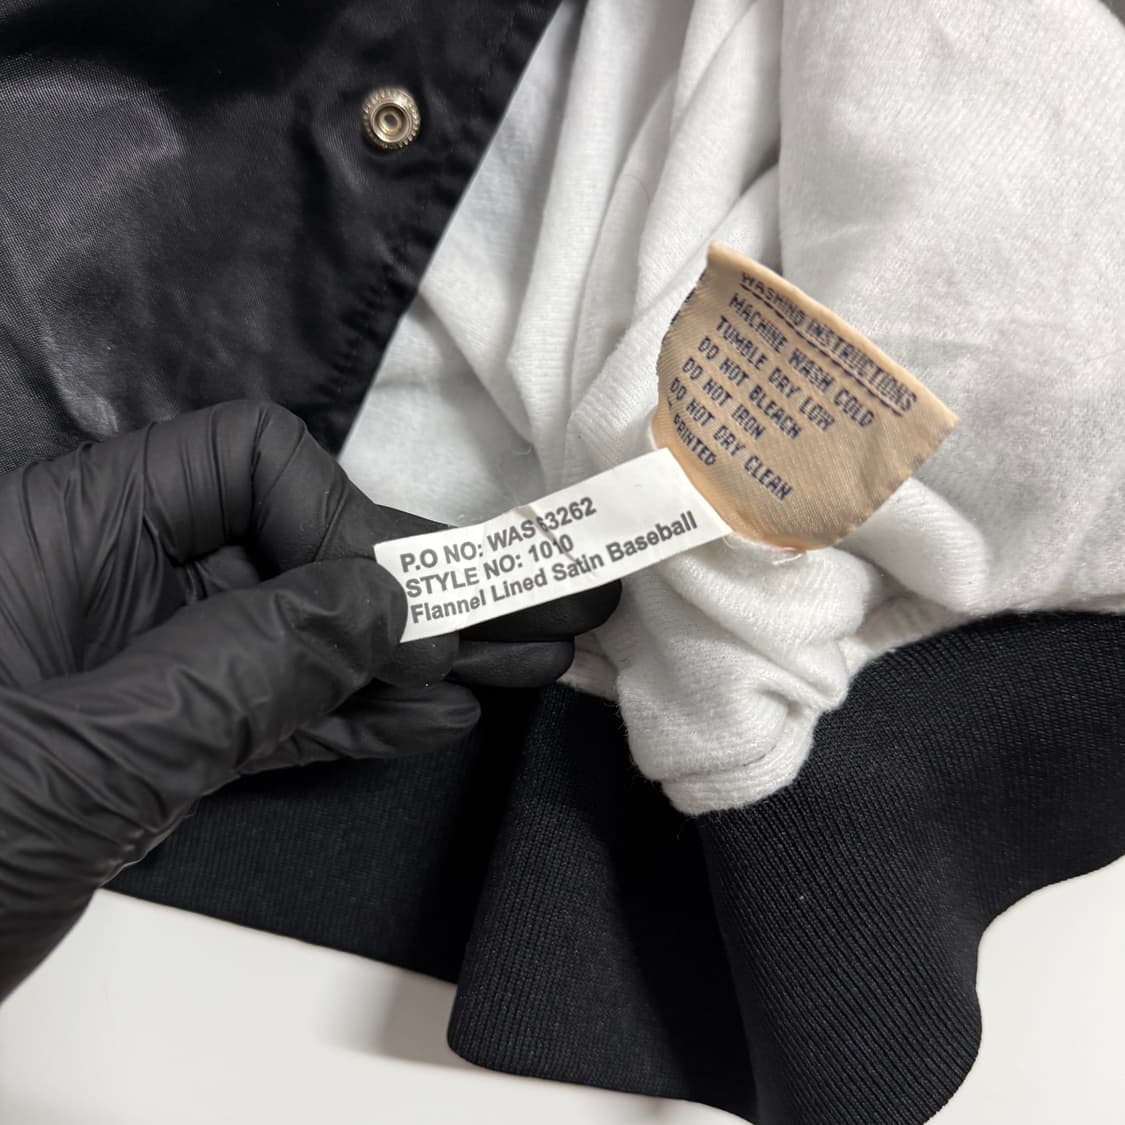 WASHING INSTRUCTIONS
MACHINE WASH COLD
TUMBLE DRY LOW
DO NOT BLEACH
DO NOT IRON
DO NOT DRY CLEAN
PRINTED
P.O NO: WAS63262
STYLE NO: 1010
Flannel Lined Satin Baseball